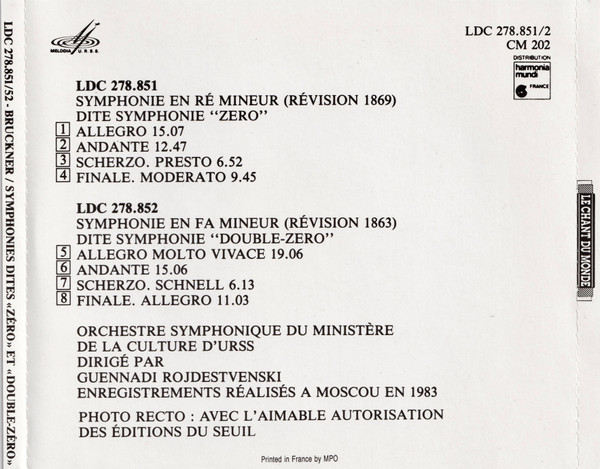 LDC 278.851/52 - BRUCKNER / SYMPHONIES DITES «ZÉRO» ET «DOUBLE-ZÉRO»
MELODIA U.R.S.S.
LDC 278.851/2
CM 202
DISTRIBUTION
harmonia
mundi
FRANCE
LDC 278.851
SYMPHONIE EN RÉ MINEUR (RÉVISION 1869)
DITE SYMPHONIE "ZERO"
1 ALLEGRO 15.07
2 ANDANTE 12.47
3 SCHERZO. PRESTO 6.52
4 FINALE. MODERATO 9.45
LDC 278.852
SYMPHONIE EN FA MINEUR (RÉVISION 1863)
DITE SYMPHONIE "DOUBLE-ZERO"
5 ALLEGRO MOLTO VIVACE 19.06
6 ANDANTE 15.06
7 SCHERZO. SCHNELL 6.13
8 FINALE. ALLEGRO 11.03
ORCHESTRE SYMPHONIQUE DU MINISTÈRE
DE LA CULTURE D'URSS
DIRIGÉ PAR
GUENNADI ROJDESTVENSKI
ENREGISTREMENTS RÉALISÉS A MOSCOU EN 1983
PHOTO RECTO : AVEC L'AIMABLE AUTORISATION
DES ÉDITIONS DU SEUIL
Printed in France by MPO
LE CHANT DU MONDE